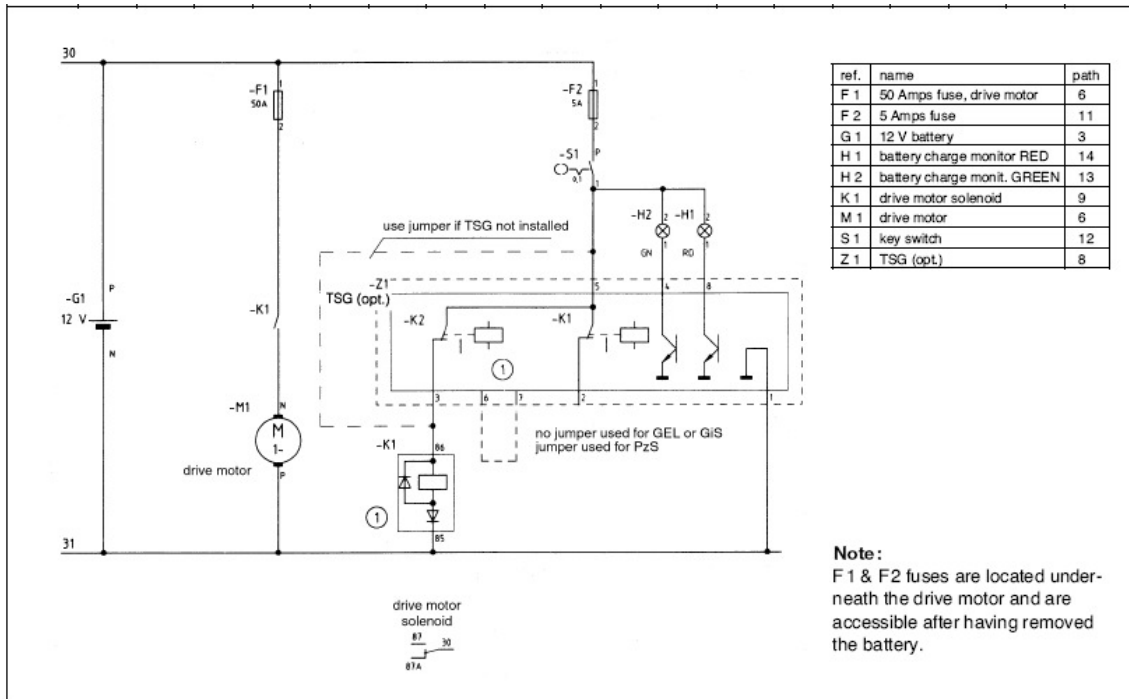 30
-F1
50A
1
2
-F2
5A
1
2
-S1
P
0,1
1
-H2
2
1
GN
-H1
2
1
RD
use jumper if TSG not installed
-Z1
TSG (opt.)
5
4
8
-G1
12 V
P
N
-K1
-K2
-K1
1
3
6
7
2
1
-M1
N
M
1-
P
drive motor
no jumper used for GEL or GiS
jumper used for PzS
-K1
86
1
85
31
drive motor
solenoid
87
30
87A
ref. name path
F 1 50 Amps fuse, drive motor 6
F 2 5 Amps fuse 11
G 1 12 V battery 3
H 1 battery charge monitor RED 14
H 2 battery charge monit. GREEN 13
K 1 drive motor solenoid 9
M 1 drive motor 6
S 1 key switch 12
Z 1 TSG (opt.) 8
Note:
F 1 & F 2 fuses are located under-
neath the drive motor and are
accessible after having removed
the battery.